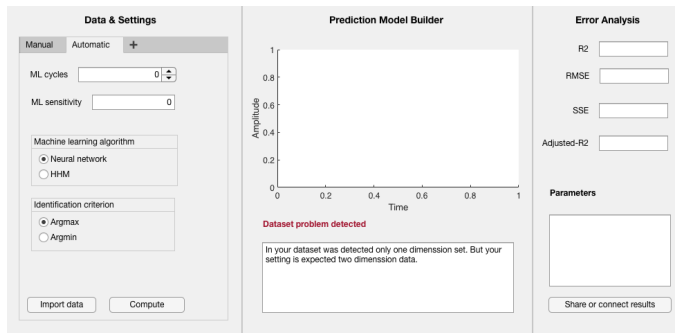 Data & Settings
Manual
Automatic
+
ML cycles
0
ML sensitivity
0
Machine learning algorithm
Neural network
HHM
Identification criterion
Argmax
Argmin
Import data
Compute
Prediction Model Builder
1
0.8
0.6
0.4
0.2
0
Amplitude
0
0.2
0.4
0.6
0.8
1
Time
Dataset problem detected
In your dataset was detected only one dimenssion set. But your
setting is expected two dimenssion data.
Error Analysis
R2
RMSE
SSE
Adjusted-R2
Parameters
Share or connect results